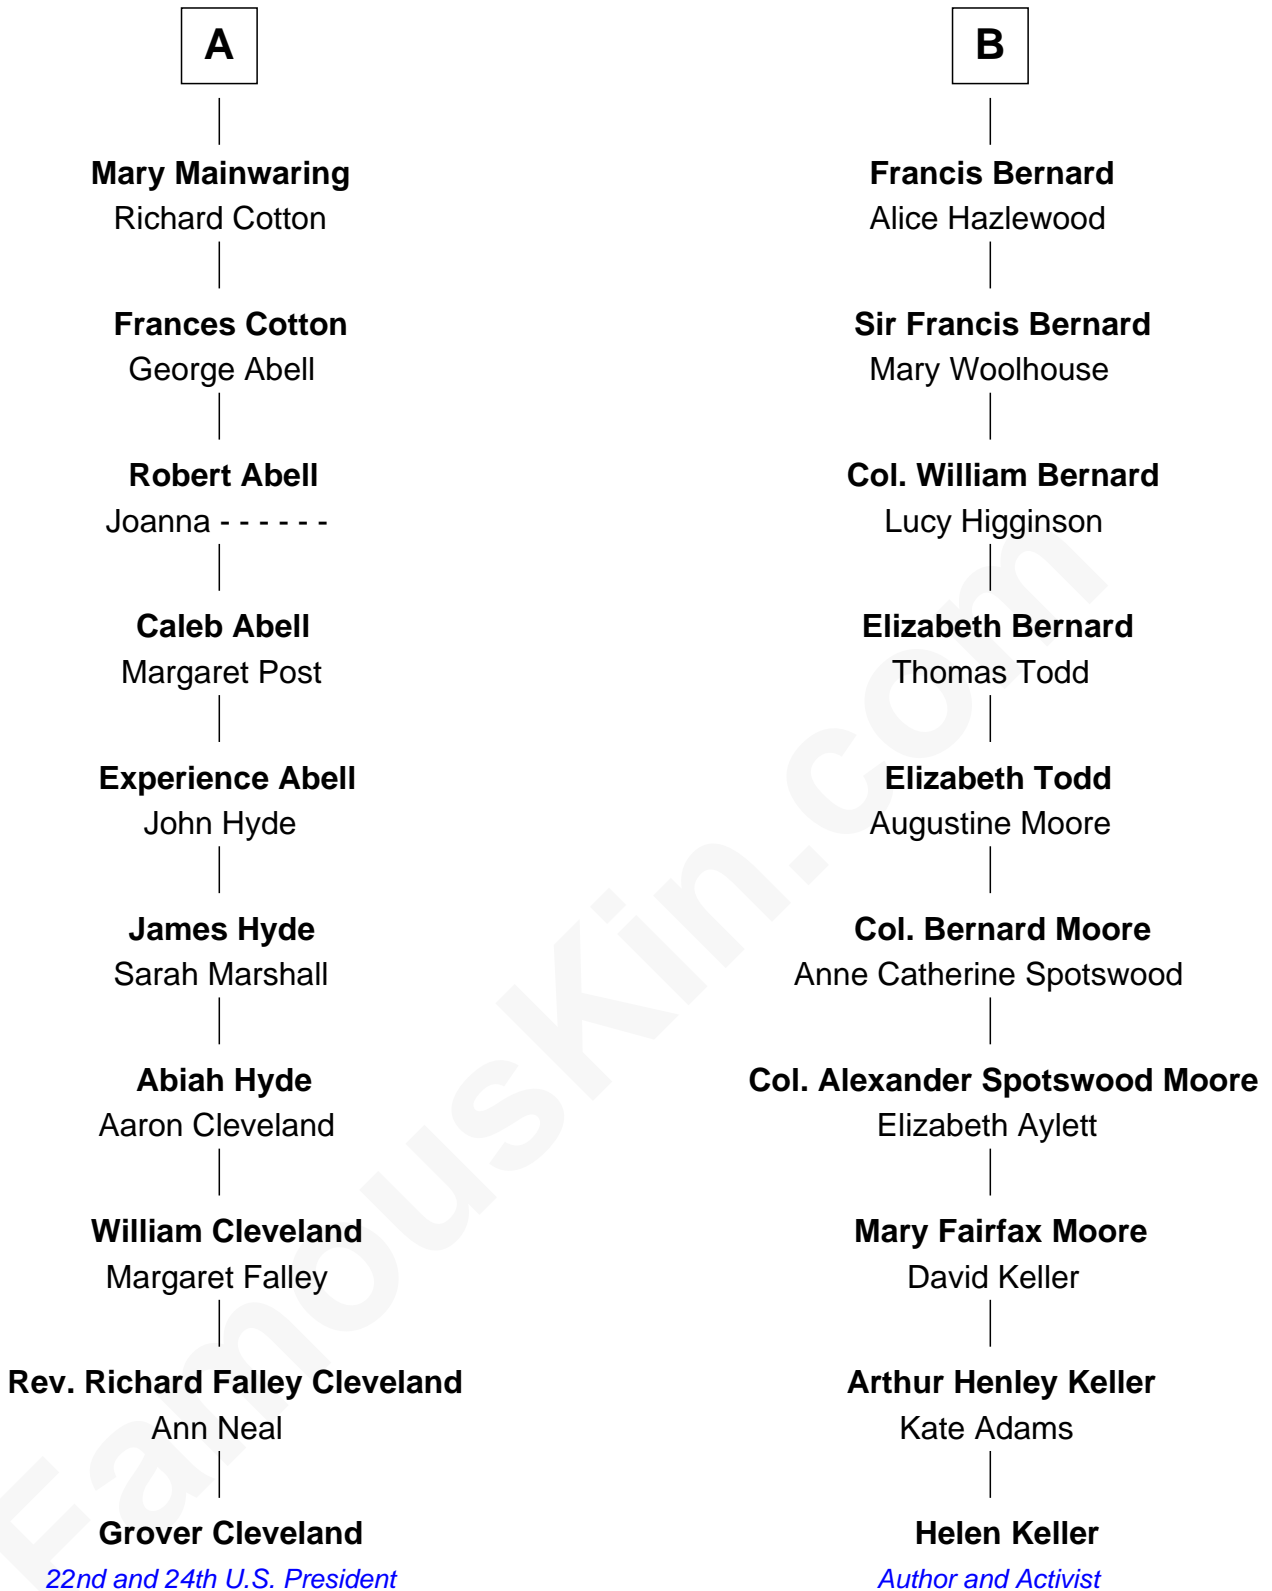 A
Mary Mainwaring
Richard Cotton
Frances Cotton
George Abell
Robert Abell
Joanna - - - - - -
Caleb Abell
Margaret Post
Experience Abell
John Hyde
James Hyde
Sarah Marshall
Abiah Hyde
Aaron Cleveland
William Cleveland
Margaret Falley
Rev. Richard Falley Cleveland
Ann Neal
Grover Cleveland
22nd and 24th U.S. President
B
Francis Bernard
Alice Hazlewood
Sir Francis Bernard
Mary Woolhouse
Col. William Bernard
Lucy Higginson
Elizabeth Bernard
Thomas Todd
Elizabeth Todd
Augustine Moore
Col. Bernard Moore
Anne Catherine Spotswood
Col. Alexander Spotswood Moore
Elizabeth Aylett
Mary Fairfax Moore
David Keller
Arthur Henley Keller
Kate Adams
Helen Keller
Author and Activist
FamousKin.com